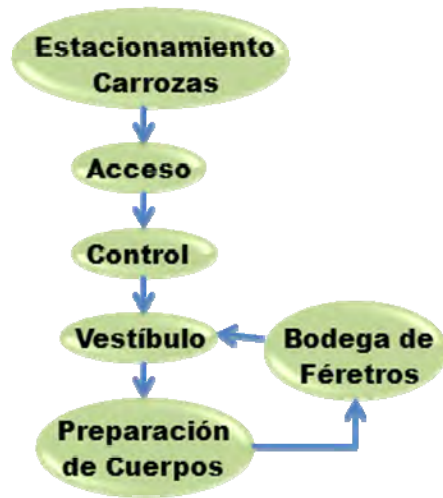 Estacionamiento
Carrozas
Acceso
Control
Vestíbulo
Bodega de
Féretros
Preparación
de Cuerpos